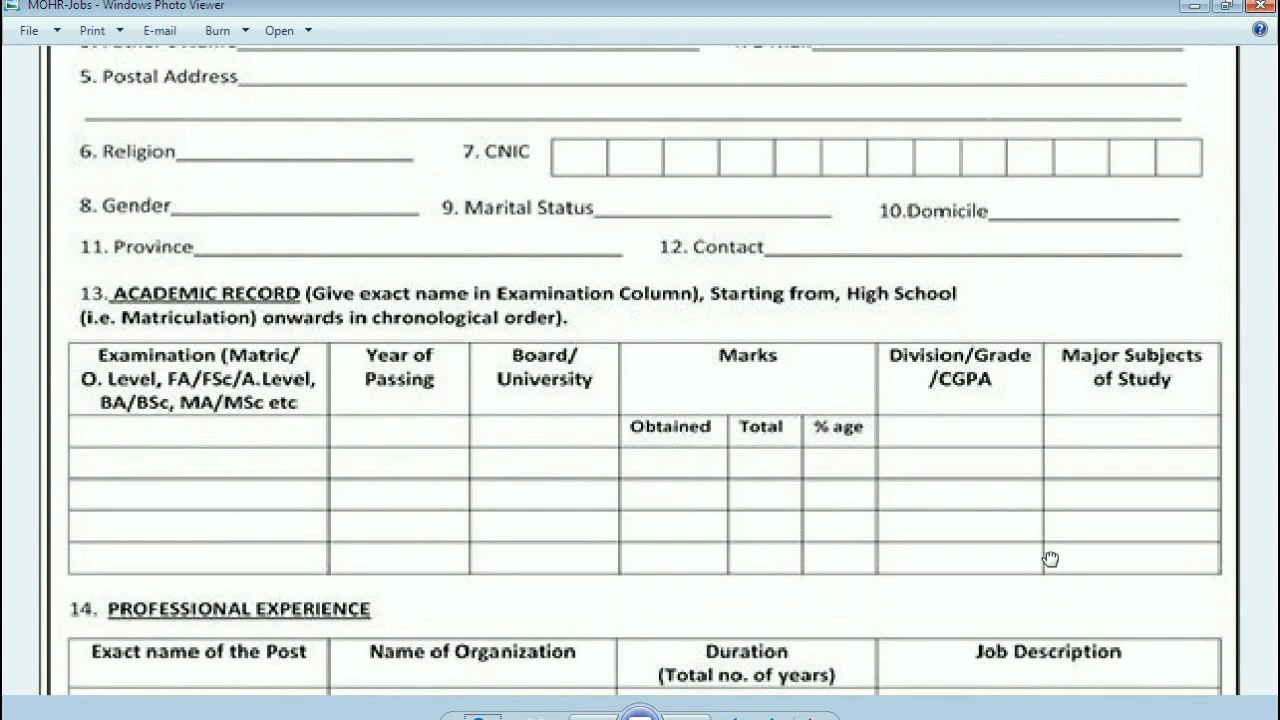 MOHR-Jobs - Windows Photo Viewer
File Print E-mail Burn Open
5. Postal Address
6. Religion 7. CNIC
8. Gender 9. Marital Status 10.Domicile
11. Province 12. Contact
13. ACADEMIC RECORD (Give exact name in Examination Column), Starting from, High School
(i.e. Matriculation) onwards in chronological order).
Examination (Matric/ Year of Board/ Marks Division/Grade Major Subjects
O. Level, FA/FSc/A.Level, Passing University /CGPA of Study
BA/BSc, MA/MSc etc
Obtained Total % age
14. PROFESSIONAL EXPERIENCE
Exact name of the Post Name of Organization Duration Job Description
(Total no. of years)